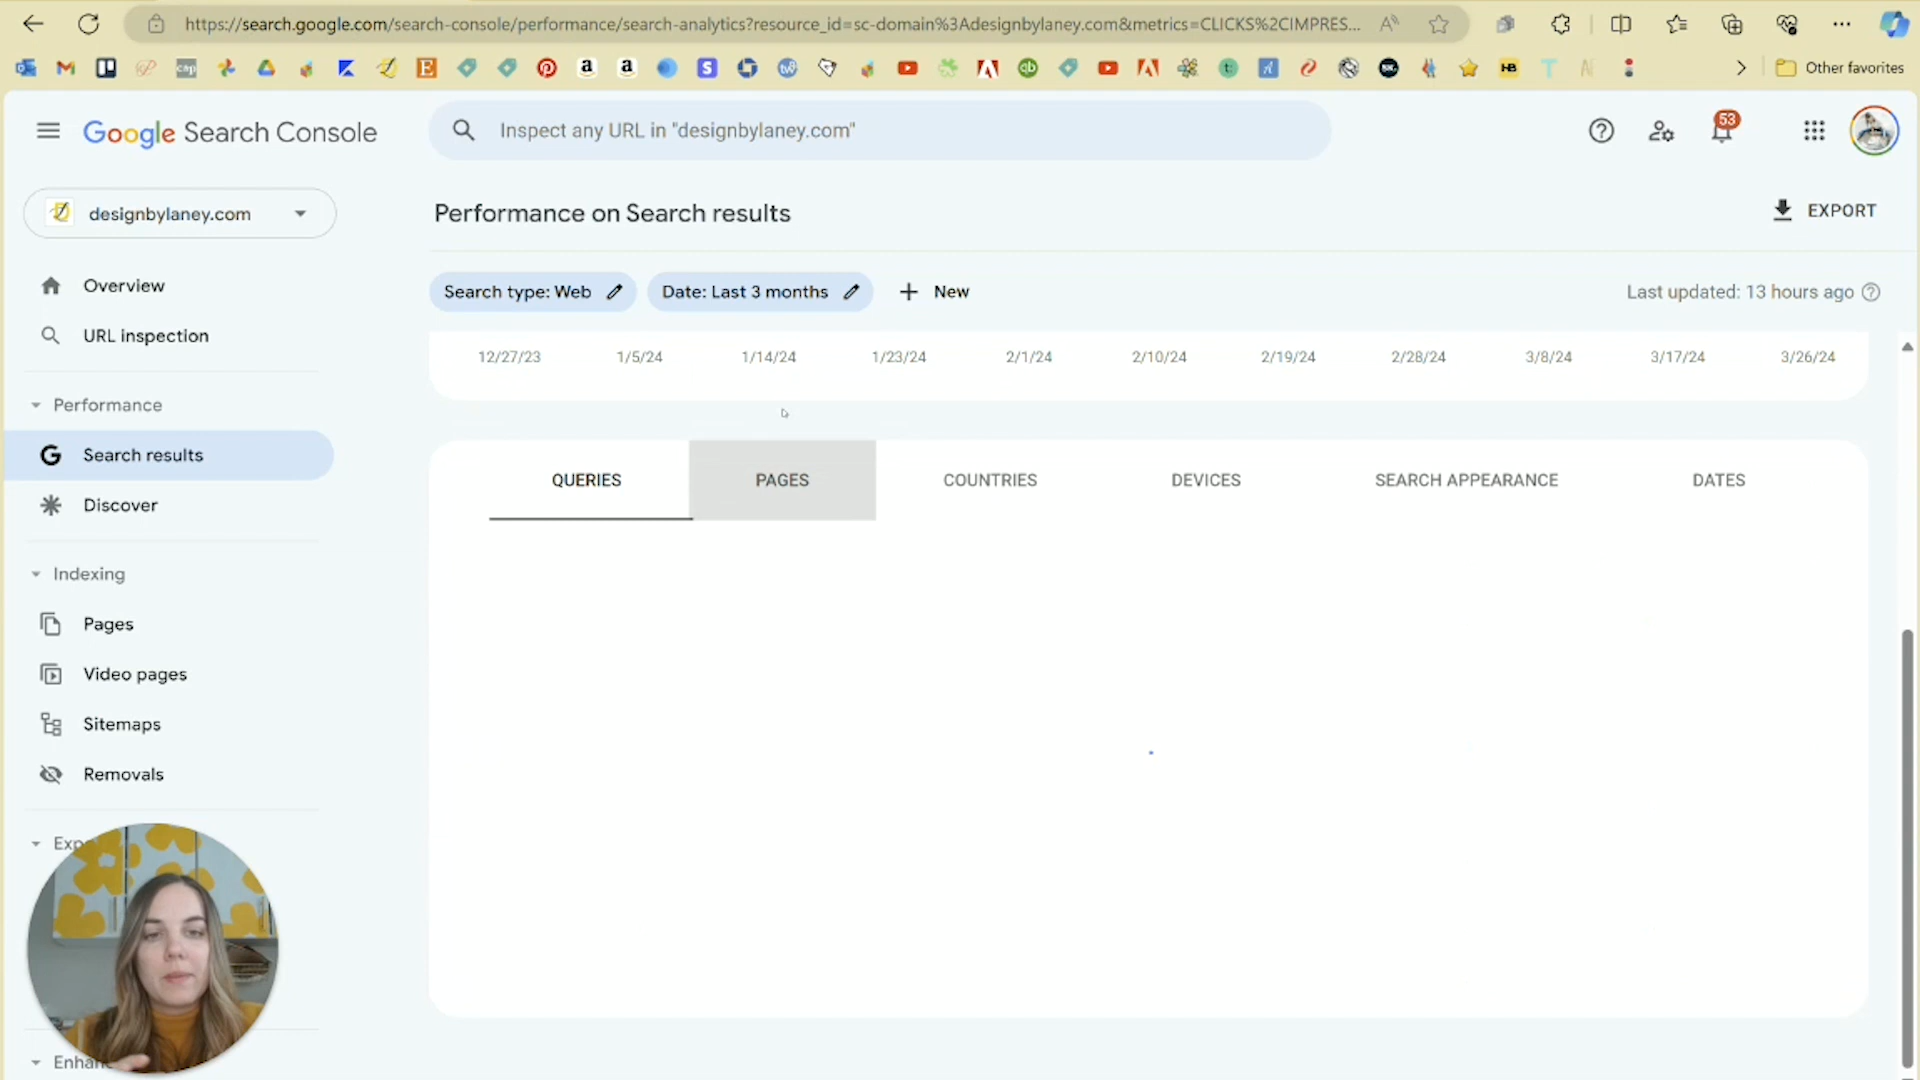 https://search.google.com/search-console/performance/search-analytics?resource_id=sc-domain%3Adesignbylaney.com&metrics=CLICKS%2CIMPRES...
Other favorites
Google Search Console
Inspect any URL in "designbylaney.com"
53
designbylaney.com
Performance on Search results
EXPORT
Search type: Web
Date: Last 3 months
New
Last updated: 13 hours ago
Overview
URL inspection
12/27/23
1/5/24
1/14/24
1/23/24
2/1/24
2/10/24
2/19/24
2/28/24
3/8/24
3/17/24
3/26/24
Performance
Search results
Discover
QUERIES
PAGES
COUNTRIES
DEVICES
SEARCH APPEARANCE
DATES
Indexing
Pages
Video pages
Sitemaps
Removals